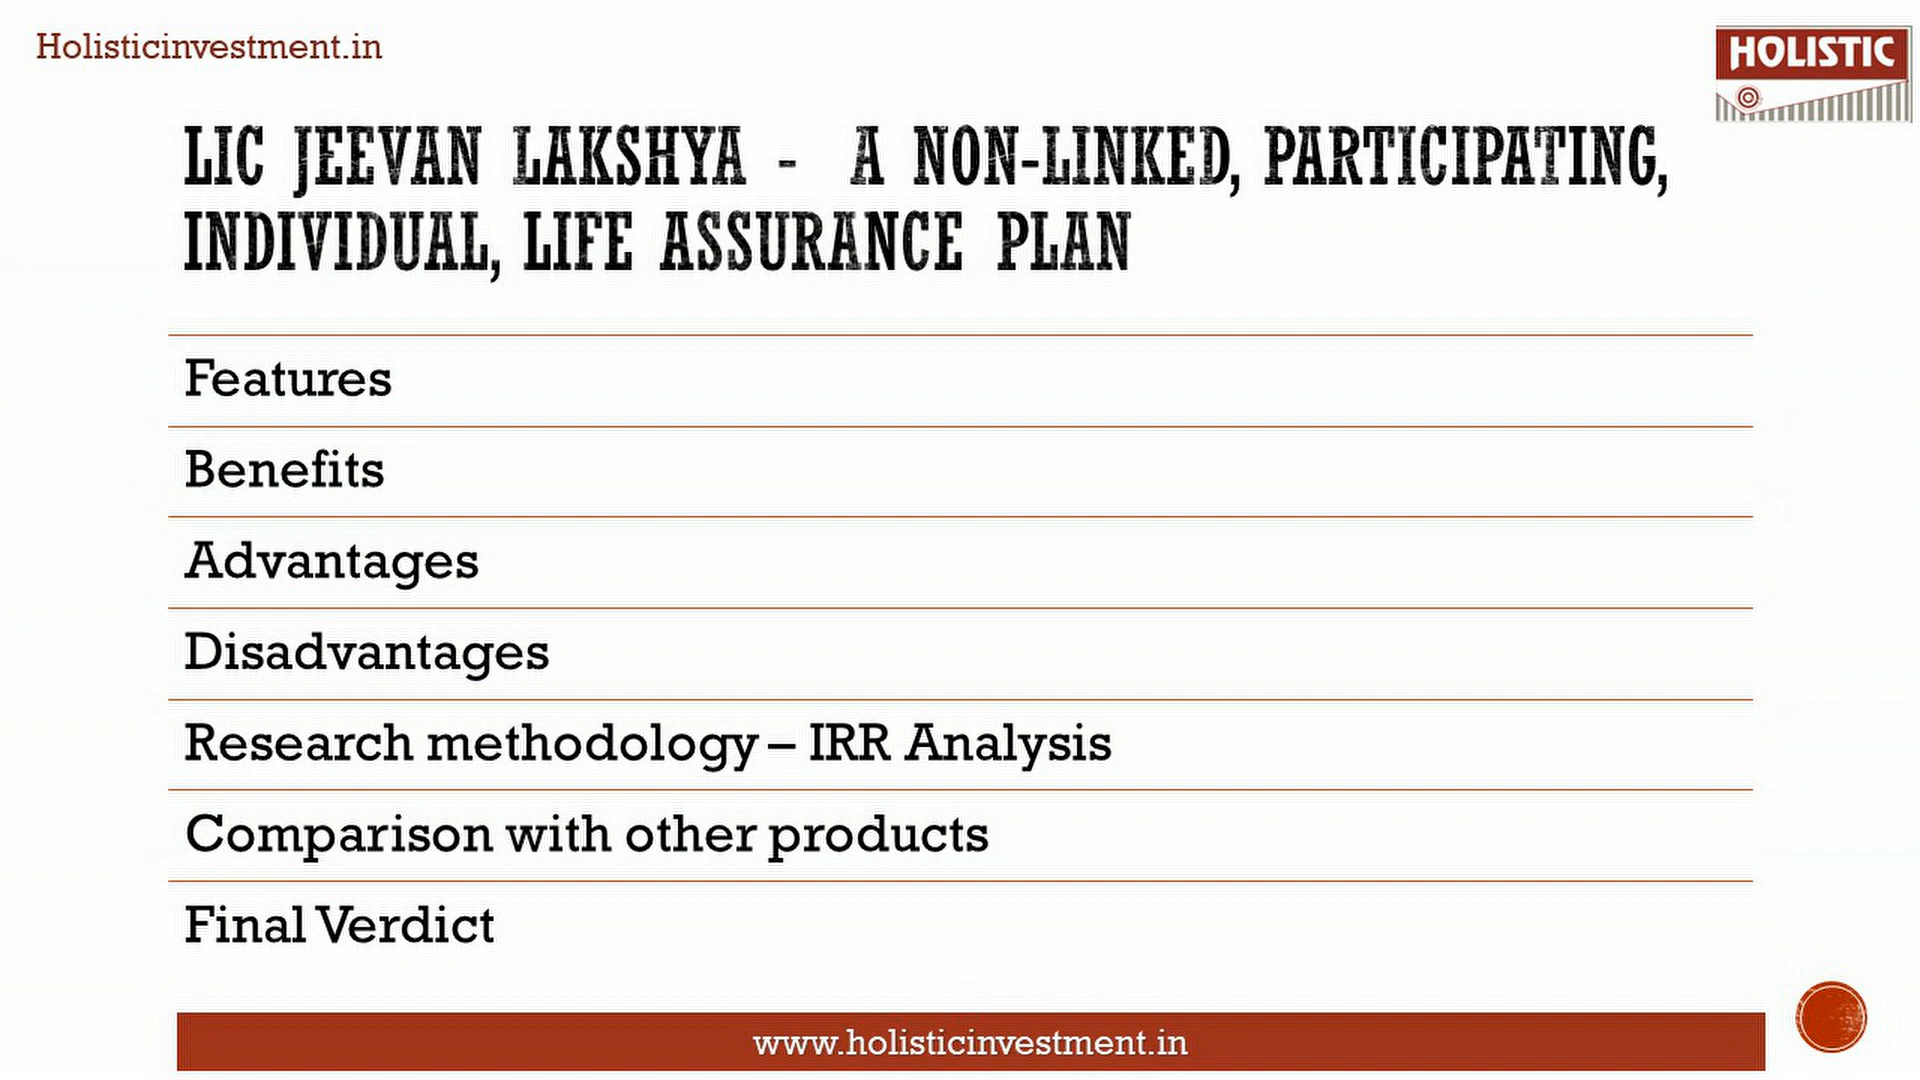 Holisticinvestment.in
HOLISTIC
LIC JEEVAN LAKSHYA - A NON-LINKED, PARTICIPATING,
INDIVIDUAL, LIFE ASSURANCE PLAN
Features
Benefits
Advantages
Disadvantages
Research methodology – IRR Analysis
Comparison with other products
Final Verdict
www.holisticinvestment.in